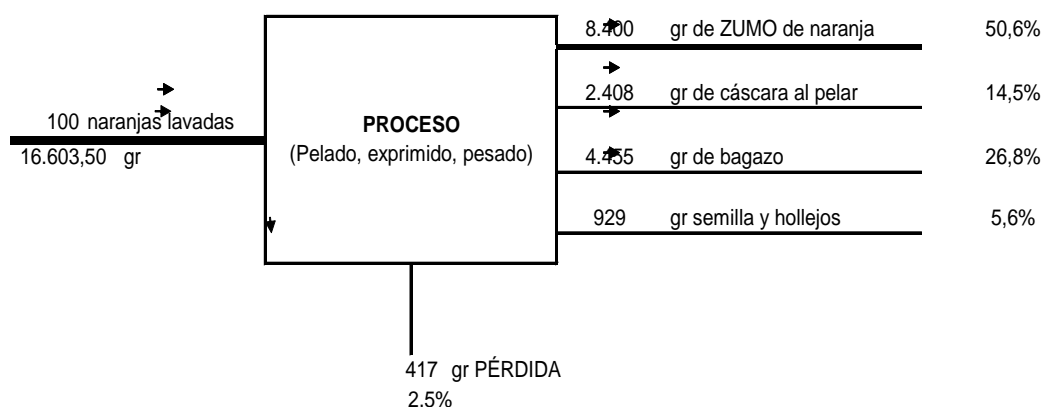 8.400 gr de ZUMO de naranja 50,6%
2.408 gr de cáscara al pelar 14,5%
100 naranjas lavadas
PROCESO
16.603,50 gr
(Pelado, exprimido, pesado)
4.455 gr de bagazo 26,8%
929 gr semilla y hollejos 5,6%
417 gr PÉRDIDA
2,5%